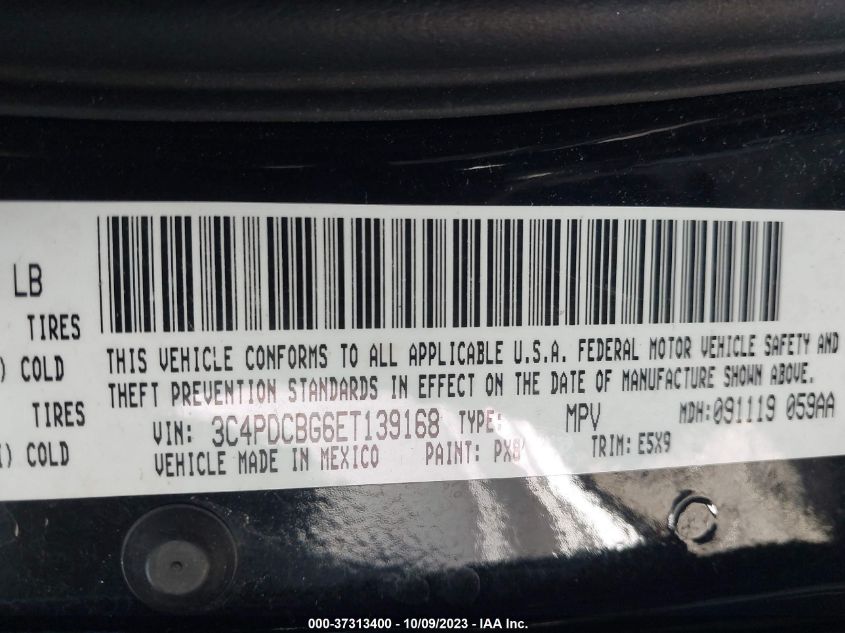 LB
TIRES
) COLD
TIRES
) COLD
THIS VEHICLE CONFORMS TO ALL APPLICABLE U.S.A. FEDERAL MOTOR VEHICLE SAFETY AND
THEFT PREVENTION STANDARDS IN EFFECT ON THE DATE OF MANUFACTURE SHOWN ABOVE.
VIN: 3C4PDCBG6ET139168 TYPE: MPV MDH:091119 059AA
VEHICLE MADE IN MEXICO PAINT: PX8 TRIM: E5X9
000-37313400 - 10/09/2023 - IAA Inc.